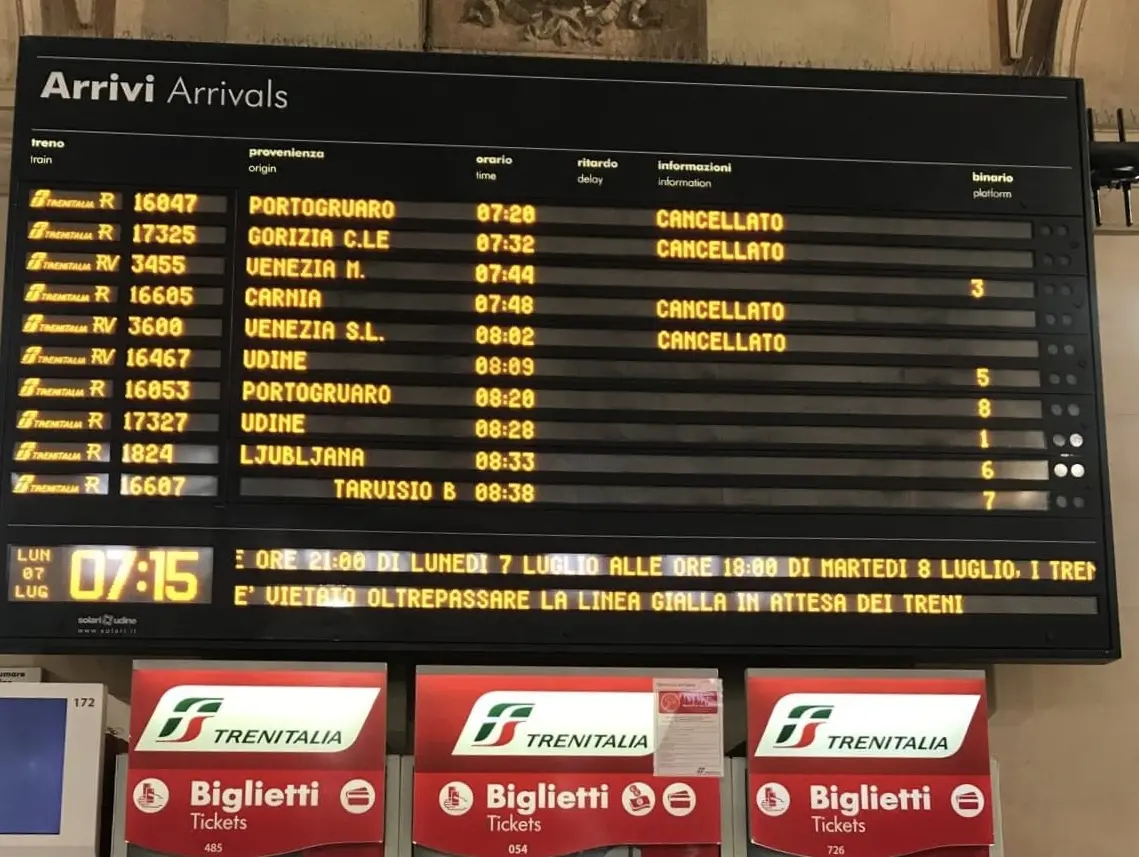 Arrivi Arrivals
treno provenienza orario ritardo informazioni binario
train origin time delay information platform
TRENITALIA R 16047 PORTOGRUARO 07:20 CANCELLATO
TRENITALIA R 17325 GORIZIA C.LE 07:32 CANCELLATO
TRENITALIA RV 3455 VENEZIA M. 07:44 3
TRENITALIA R 16605 CARNIA 07:48 CANCELLATO
TRENITALIA RV 3600 VENEZIA S.L. 08:02 CANCELLATO
TRENITALIA RV 16467 UDINE 08:09 5
TRENITALIA R 16053 PORTOGRUARO 08:20 8
TRENITALIA R 17327 UDINE 08:28 1
TRENITALIA R 1824 LJUBLJANA 08:33 6
TRENITALIA R 16607 TARVISIO B 08:38 7
LUN
07
LUG
07:15
E ORE 21:00 DI LUNEDI 7 LUGLIO ALLE ORE 18:00 DI MARTEDI 8 LUGLIO, I TREN
E' VIETATO OLTREPASSARE LA LINEA GIALLA IN ATTESA DEI TRENI
solari udine
www.solari.it
172
TRENITALIA
Biglietti
Tickets
485
TRENITALIA
Biglietti
Tickets
054
TRENITALIA
Biglietti
Tickets
726